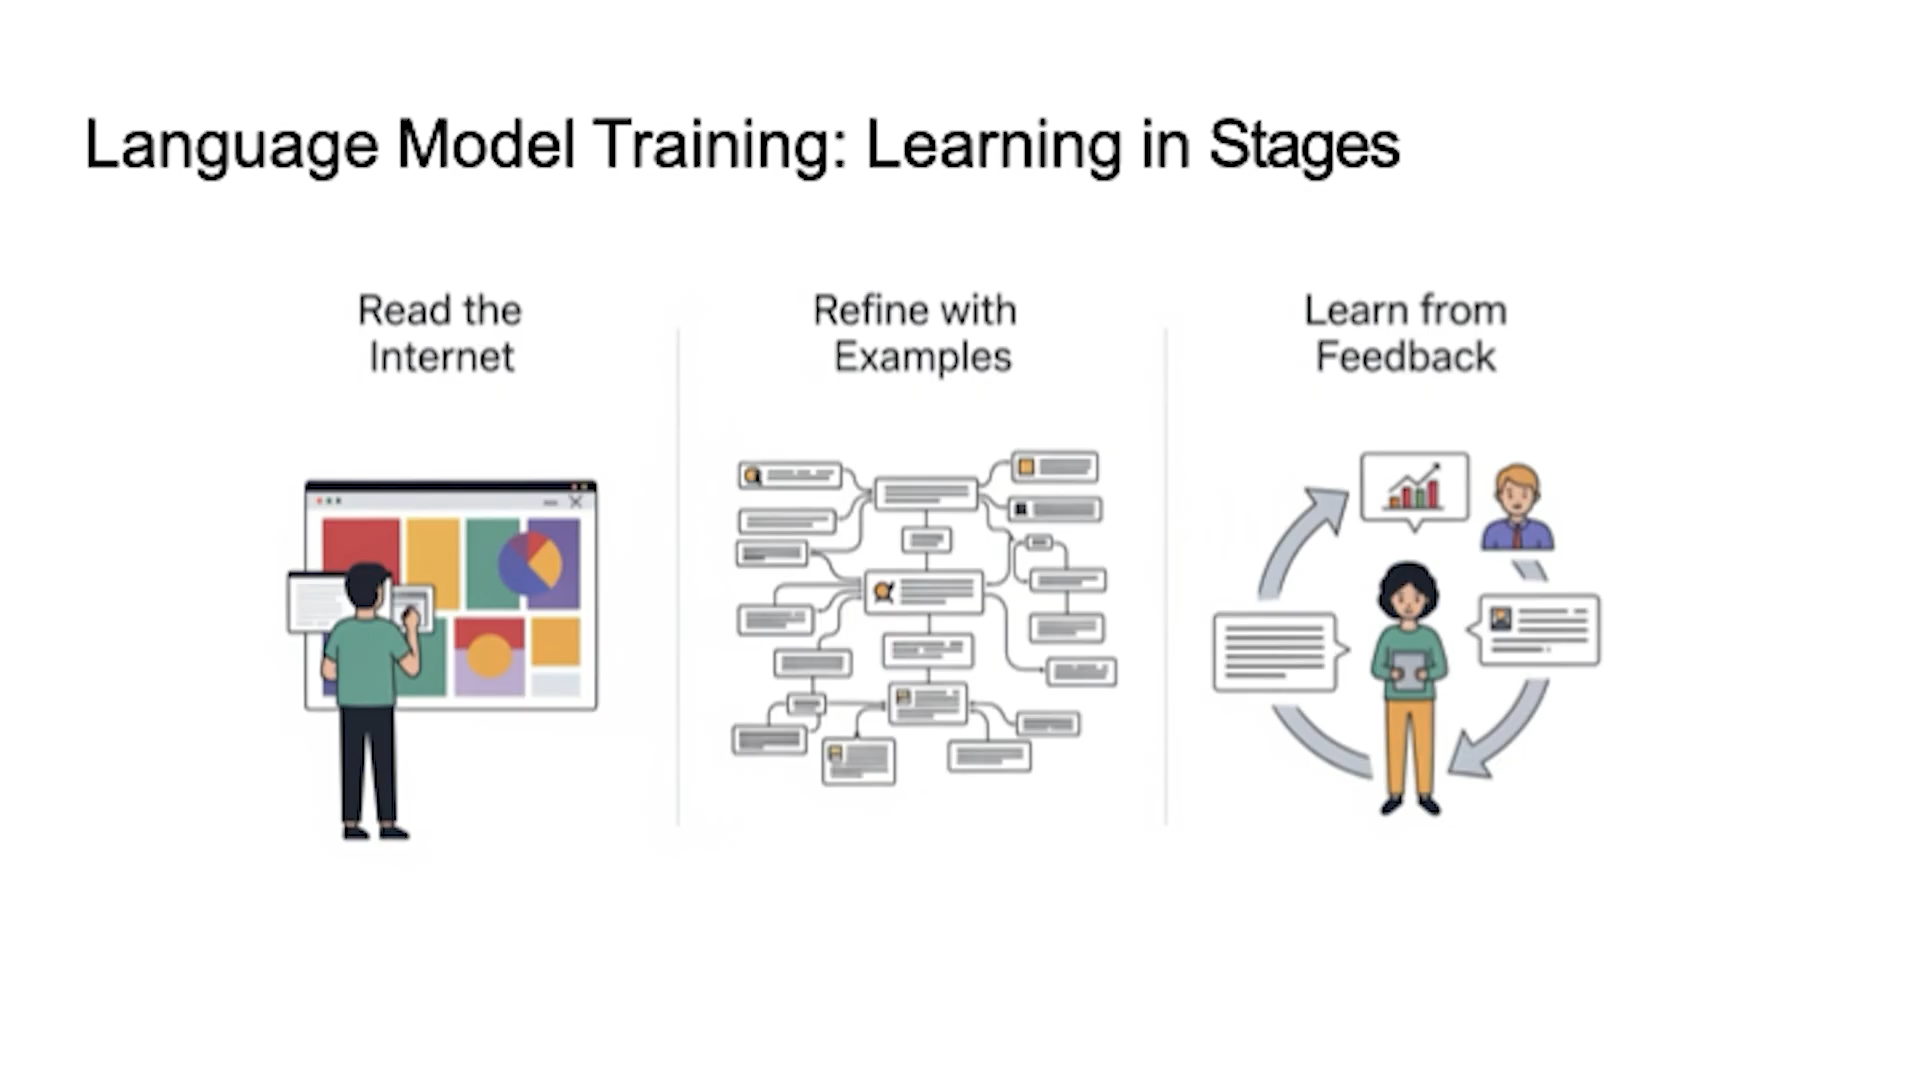 Language Model Training: Learning in Stages
Read the
Internet
Refine with
Examples
Learn from
Feedback